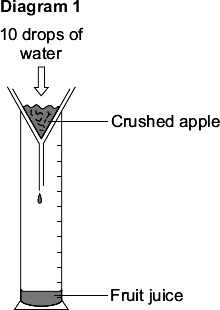 Diagram 1
10 drops of
water
Crushed apple
Fruit juice